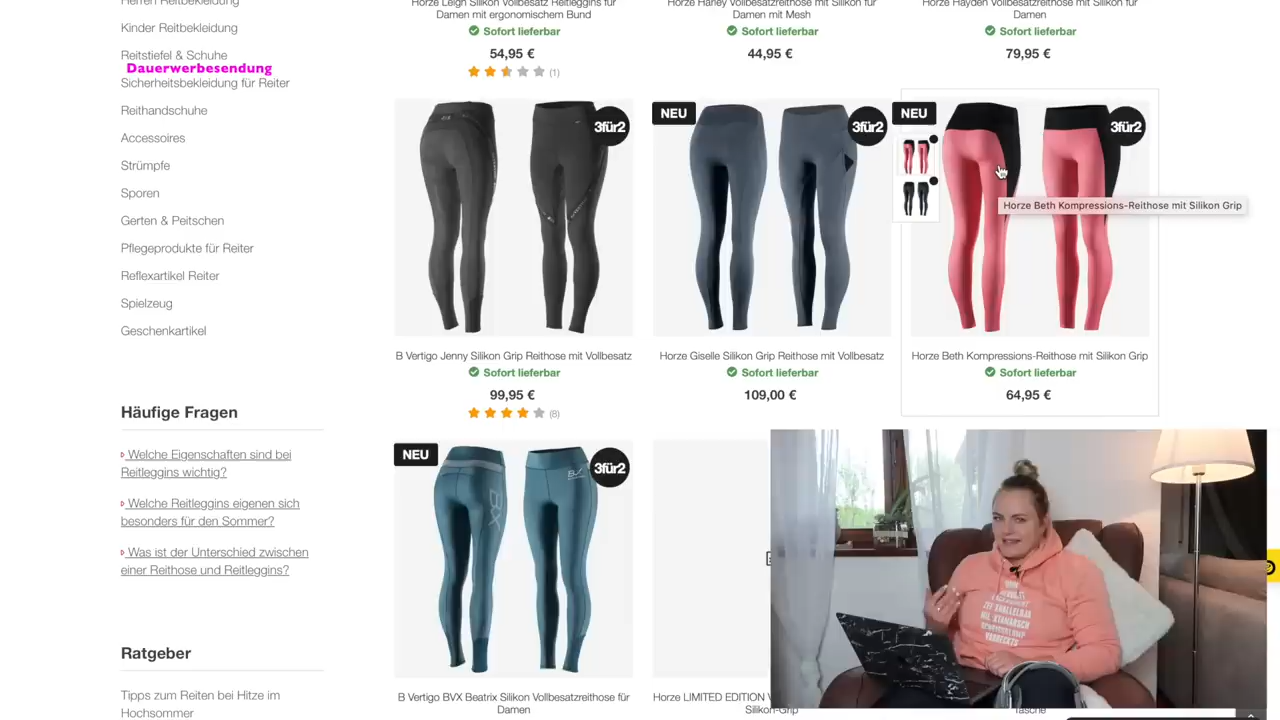 Herren Reitbekleidung
Kinder Reitbekleidung
Reitstiefel & Schuhe
Dauerwerbesendung
Sicherheitsbekleidung für Reiter
Reithandschuhe
Accessoires
Strümpfe
Sporen
Gerten & Peitschen
Pflegeprodukte für Reiter
Reflexartikel Reiter
Spielzeug
Geschenkartikel
Häufige Fragen
Welche Eigenschaften sind bei
Reitleggins wichtig?
Welche Reitleggins eigenen sich
besonders für den Sommer?
Was ist der Unterschied zwischen
einer Reithose und Reitleggins?
Ratgeber
Tipps zum Reiten bei Hitze im
Hochsommer
Horze Leigh Silikon Vollbesatz Reitleggins für
Damen mit ergonomischem Bund
Sofort lieferbar
54,95 €
(1)
Horze Harley Vollbesatzreithose mit Silikon für
Damen mit Mesh
Sofort lieferbar
44,95 €
Horze Hayden Vollbesatzreithose mit Silikon für
Damen
Sofort lieferbar
79,95 €
3für2
B Vertigo Jenny Silikon Grip Reithose mit Vollbesatz
Sofort lieferbar
99,95 €
(8)
NEU
3für2
Horze Giselle Silikon Grip Reithose mit Vollbesatz
Sofort lieferbar
109,00 €
NEU
3für2
Horze Beth Kompressions-Reithose mit Silikon Grip
Horze Beth Kompressions-Reithose mit Silikon Grip
Sofort lieferbar
64,95 €
NEU
3für2
BX
B Vertigo BVX Beatrix Silikon Vollbesatzreithose für
Damen
Horze LIMITED EDITION
Silikon-Grip
Tasche